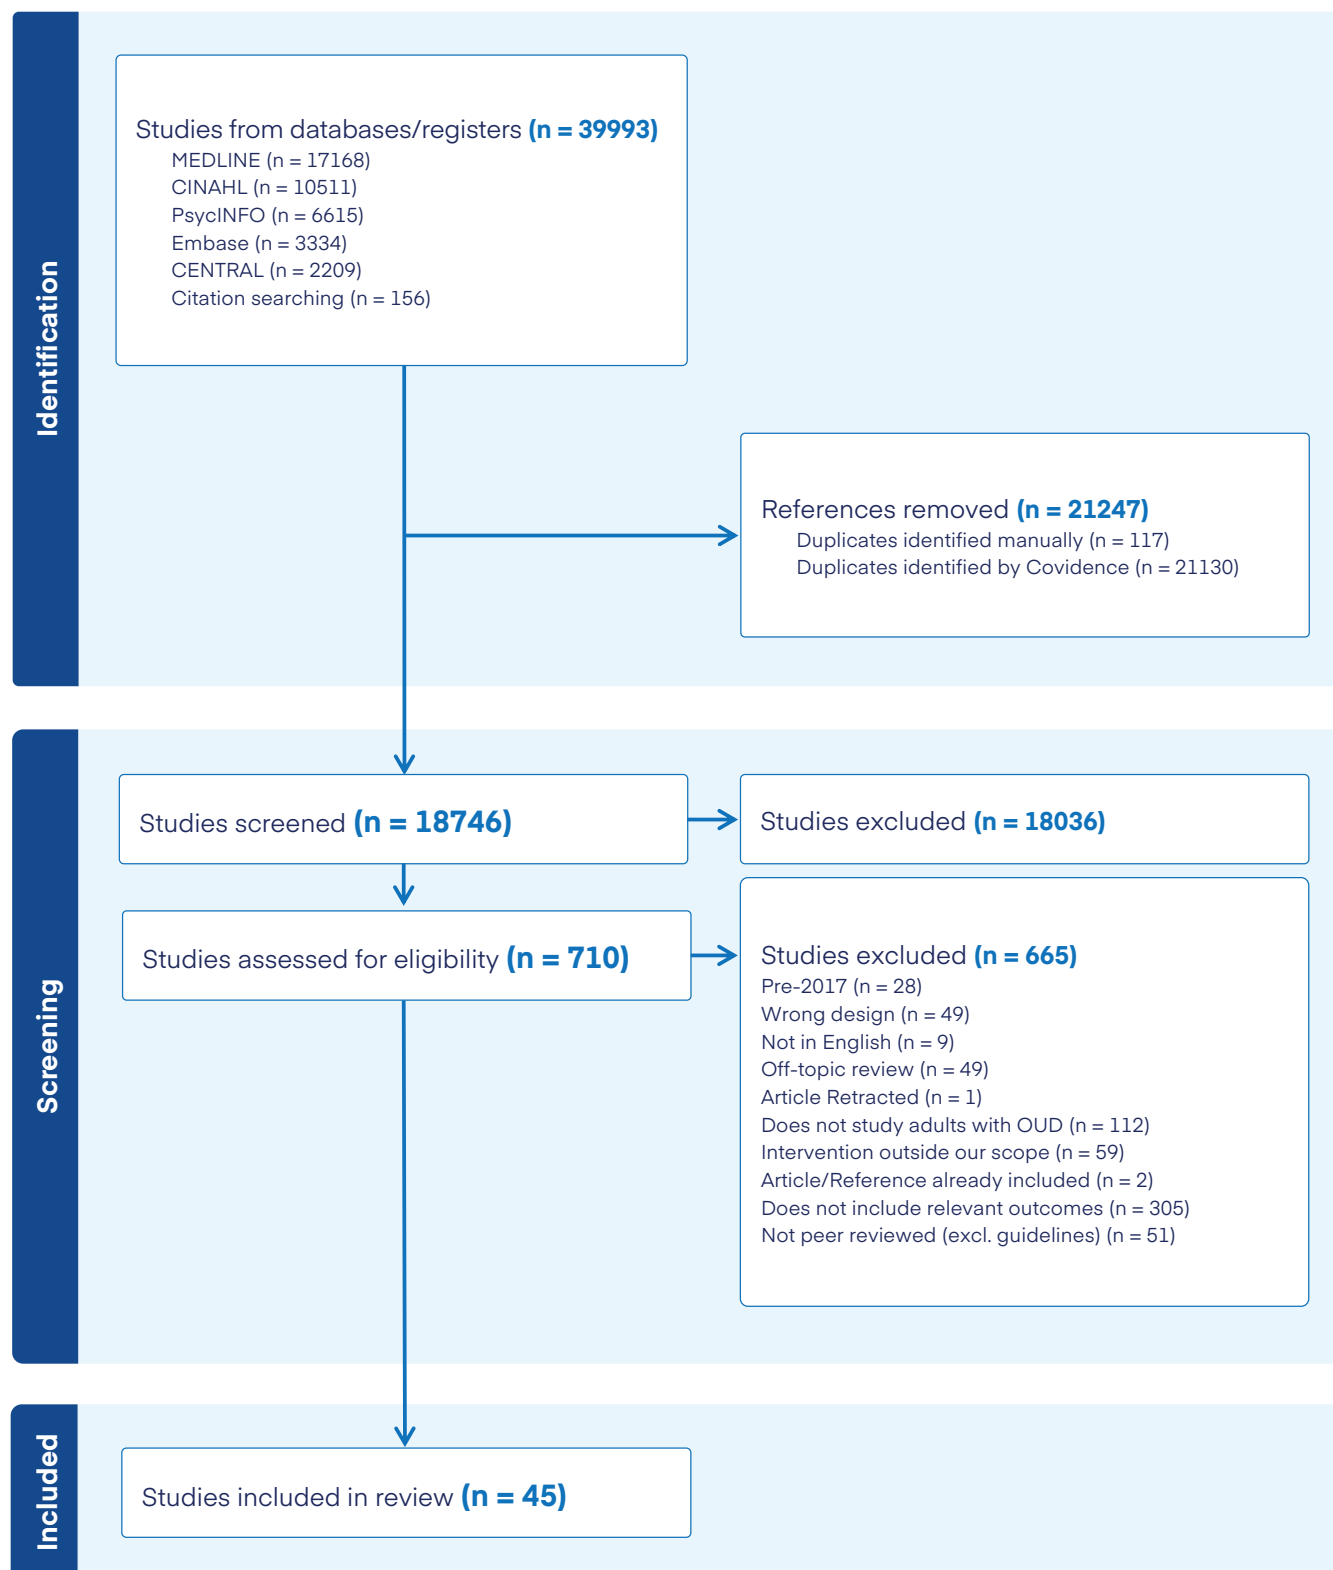 Identification
Studies from databases/registers (n = 39993)
MEDLINE (n = 17168)
CINAHL (n = 10511)
PsycINFO (n = 6615)
Embase (n = 3334)
CENTRAL (n = 2209)
Citation searching (n = 156)
References removed (n = 21247)
Duplicates identified manually (n = 117)
Duplicates identified by Covidence (n = 21130)
Screening
Studies screened (n = 18746)
Studies excluded (n = 18036)
Studies assessed for eligibility (n = 710)
Studies excluded (n = 665)
Pre-2017 (n = 28)
Wrong design (n = 49)
Not in English (n = 9)
Off-topic review (n = 49)
Article Retracted (n = 1)
Does not study adults with OUD (n = 112)
Intervention outside our scope (n = 59)
Article/Reference already included (n = 2)
Does not include relevant outcomes (n = 305)
Not peer reviewed (excl. guidelines) (n = 51)
Included
Studies included in review (n = 45)